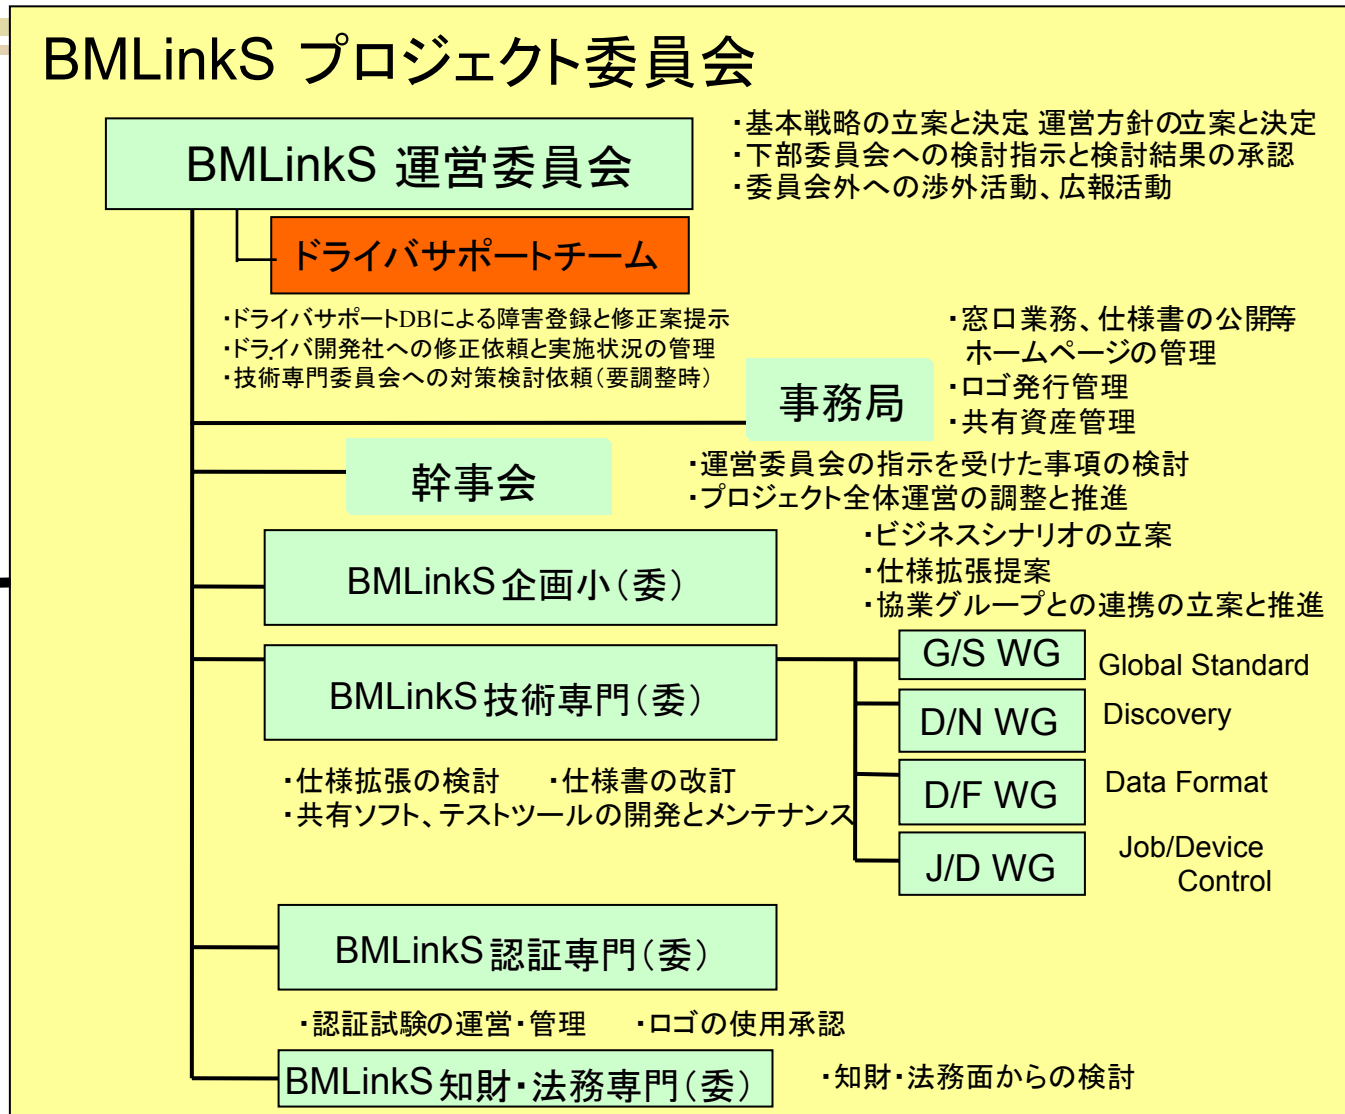 BMLinkS プロジェクト委員会
BMLinkS 運営委員会
・基本戦略の立案と決定 運営方針の立案と決定
・下部委員会への検討指示と検討結果の承認
・委員会外への渉外活動、広報活動
ドライバサポートチーム
・ドライバサポートDBによる障害登録と修正案提示
・ドライバ開発社への修正依頼と実施状況の管理
・技術専門委員会への対策検討依頼(要調整時)
事務局
・窓口業務、仕様書の公開等
ホームページの管理
・ロゴ発行管理
・共有資産管理
幹事会
・運営委員会の指示を受けた事項の検討
・プロジェクト全体運営の調整と推進
BMLinkS企画小(委)
・ビジネスシナリオの立案
・仕様拡張提案
・協業グループとの連携の立案と推進
BMLinkS技術専門(委)
・仕様拡張の検討 ・仕様書の改訂
・共有ソフト、テストツールの開発とメンテナンス
G/S WG Global Standard
D/N WG Discovery
D/F WG Data Format
J/D WG Job/Device
Control
BMLinkS認証専門(委)
・認証試験の運営・管理 ・ロゴの使用承認
BMLinkS知財・法務専門(委) ・知財・法務面からの検討